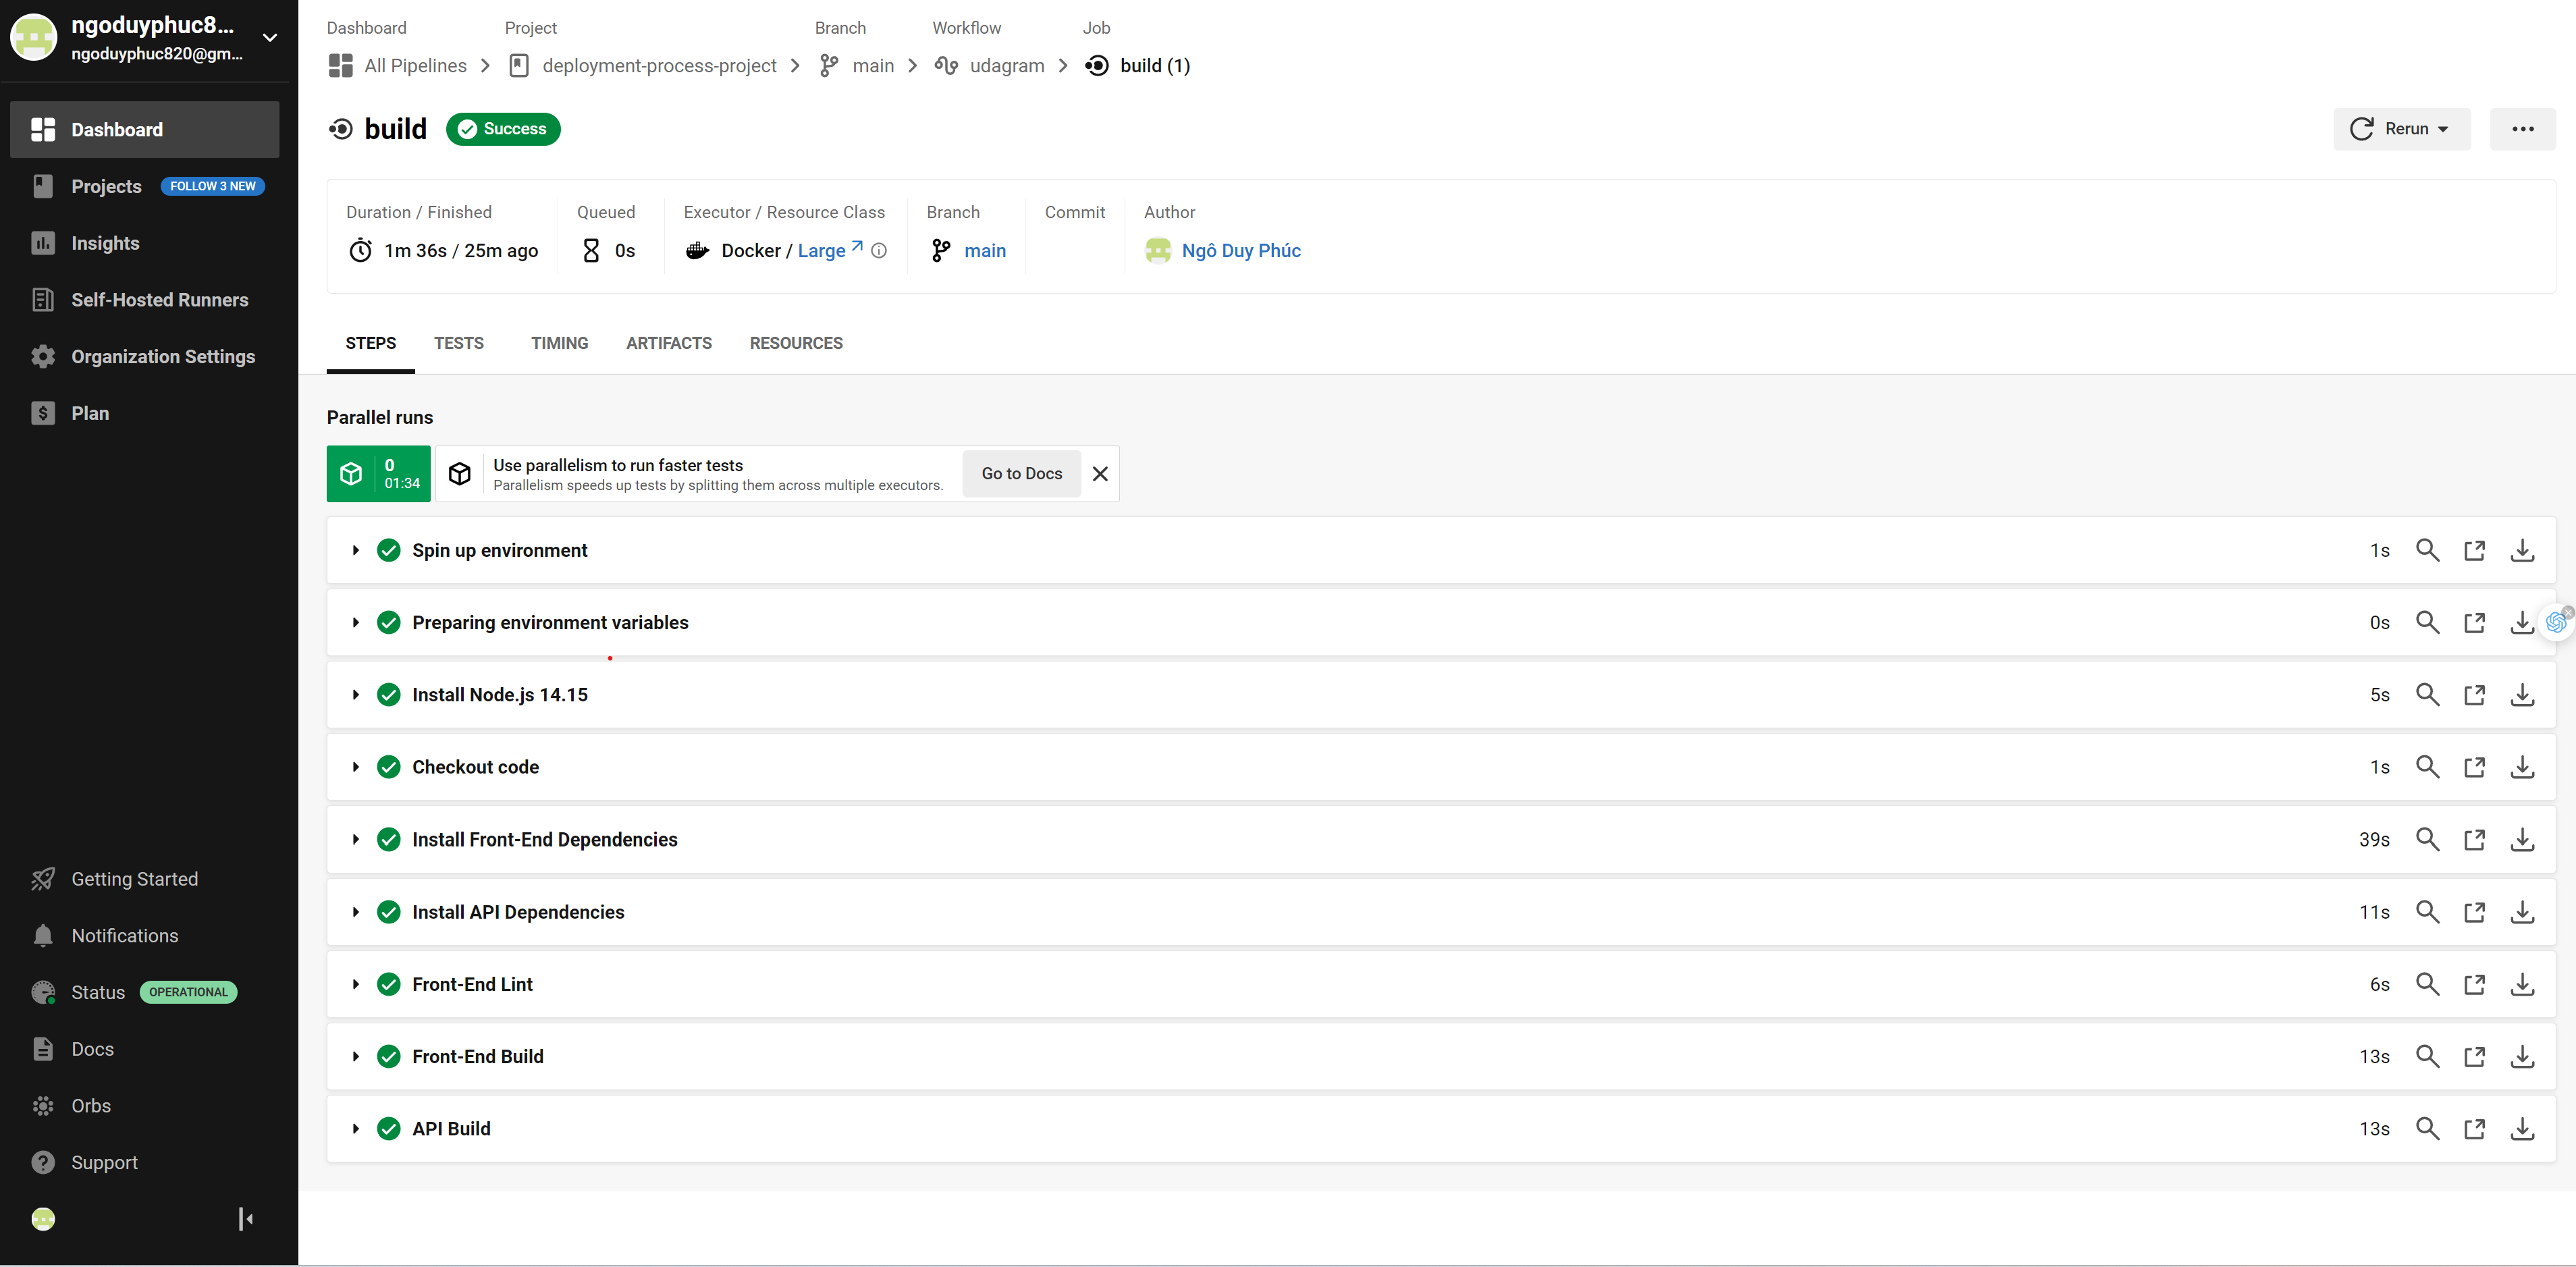 ngoduyphuc8...
ngoduyphuc820@gm...
Dashboard
Projects FOLLOW 3 NEW
Insights
Self-Hosted Runners
Organization Settings
Plan
Getting Started
Notifications
Status OPERATIONAL
Docs
Orbs
Support
Dashboard Project Branch Workflow Job
All Pipelines deployment-process-project main udagram build (1)
build Success Rerun
Duration / Finished Queued Executor / Resource Class Branch Commit Author
1m 36s / 25m ago 0s Docker / Large main Ngô Duy Phúc
STEPS TESTS TIMING ARTIFACTS RESOURCES
Parallel runs
0
01:34
Use parallelism to run faster tests
Parallelism speeds up tests by splitting them across multiple executors.
Go to Docs
Spin up environment 1s
Preparing environment variables 0s
Install Node.js 14.15 5s
Checkout code 1s
Install Front-End Dependencies 39s
Install API Dependencies 11s
Front-End Lint 6s
Front-End Build 13s
API Build 13s